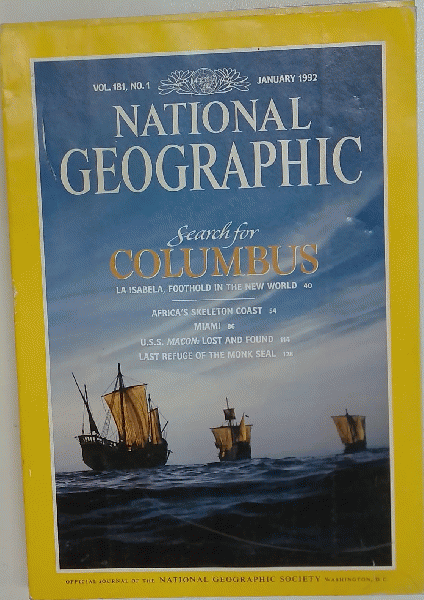 VOL. 181, NO. 1 JANUARY 1992
NATIONAL
GEOGRAPHIC
Search for
COLUMBUS
LA ISABELA, FOOTHOLD IN THE NEW WORLD 40
AFRICA'S SKELETON COAST 54
MIAMI 86
U.S.S. MACON: LOST AND FOUND 114
LAST REFUGE OF THE MONK SEAL 128
OFFICIAL JOURNAL OF THE NATIONAL GEOGRAPHIC SOCIETY WASHINGTON, D.C.